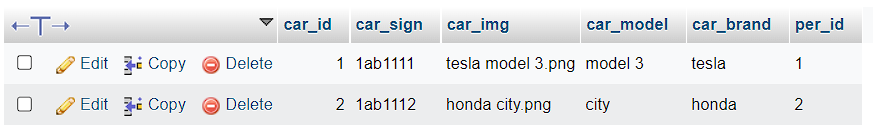 car_id car_sign car_img car_model car_brand per_id
Edit Copy Delete 1 1ab1111 tesla model 3.png model 3 tesla 1
Edit Copy Delete 2 1ab1112 honda city.png city honda 2